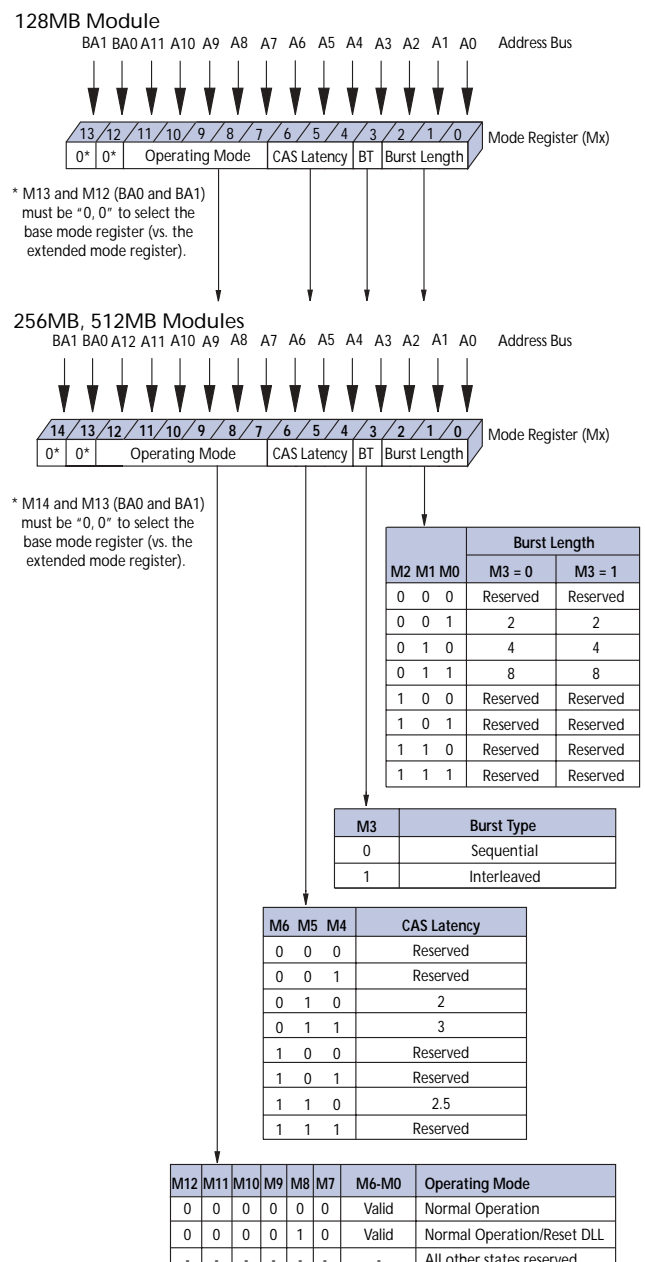 128MB Module
BA1 BA0 A11 A10 A9 A8 A7 A6 A5 A4 A3 A2 A1 A0 Address Bus
13 12 11 10 9 8 7 6 5 4 3 2 1 0 Mode Register (Mx)
0* 0* Operating Mode CAS Latency BT Burst Length
* M13 and M12 (BA0 and BA1)
must be "0, 0" to select the
base mode register (vs. the
extended mode register).
256MB, 512MB Modules
BA1 BA0 A12 A11 A10 A9 A8 A7 A6 A5 A4 A3 A2 A1 A0 Address Bus
14 13 12 11 10 9 8 7 6 5 4 3 2 1 0 Mode Register (Mx)
0* 0* Operating Mode CAS Latency BT Burst Length
* M14 and M13 (BA0 and BA1)
must be "0, 0" to select the
base mode register (vs. the
extended mode register).
Burst Length
M2 M1 M0 M3 = 0 M3 = 1
0 0 0 Reserved Reserved
0 0 1 2 2
0 1 0 4 4
0 1 1 8 8
1 0 0 Reserved Reserved
1 0 1 Reserved Reserved
1 1 0 Reserved Reserved
1 1 1 Reserved Reserved
M3 Burst Type
0 Sequential
1 Interleaved
M6 M5 M4 CAS Latency
0 0 0 Reserved
0 0 1 Reserved
0 1 0 2
0 1 1 3
1 0 0 Reserved
1 0 1 Reserved
1 1 0 2.5
1 1 1 Reserved
M12 M11 M10 M9 M8 M7 M6-M0 Operating Mode
0 0 0 0 0 0 Valid Normal Operation
0 0 0 0 1 0 Valid Normal Operation/Reset DLL
- - - - - - - All other states reserved